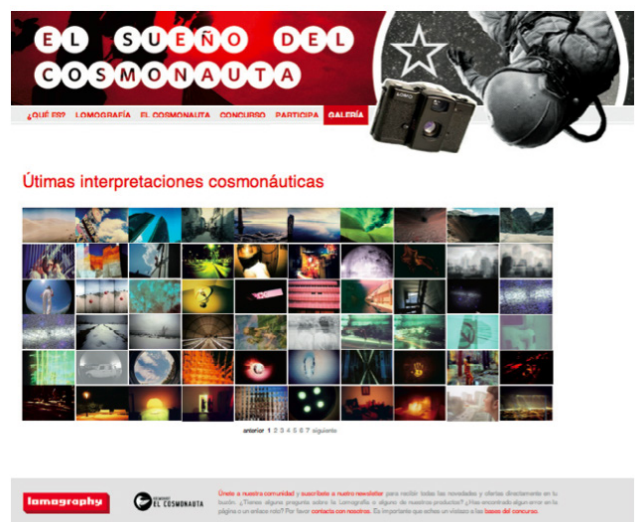 EL SUEÑO DEL
COSMONAUTA
¿QUÉ ES? LOMOGRAFÍA EL COSMONAUTA CONCURSO PARTICIPA GALERÍA
Útimas interpretaciones cosmonáuticas
anterior 1 2 3 4 5 6 7 siguiente
lomography
EL COSMONAUTA
Únete a nuestra comunidad y suscríbete a nuestro newsletter para recibir todas las novedades y ofertas directamente en tu
buzón. ¿Tienes alguna pregunta sobre la Lomografía o alguno de nuestros productos? ¿Has encontrado algun error en la
página o un enlace roto? Por favor contacta con nosotros. Es importante que eches un vistazo a las bases del concurso.